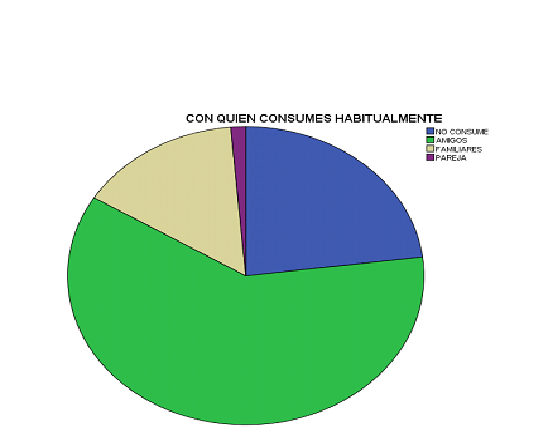 CON QUIEN CONSUMES HABITUALMENTE
NO CONSUME
AMIGOS
FAMILIARES
PAREJA